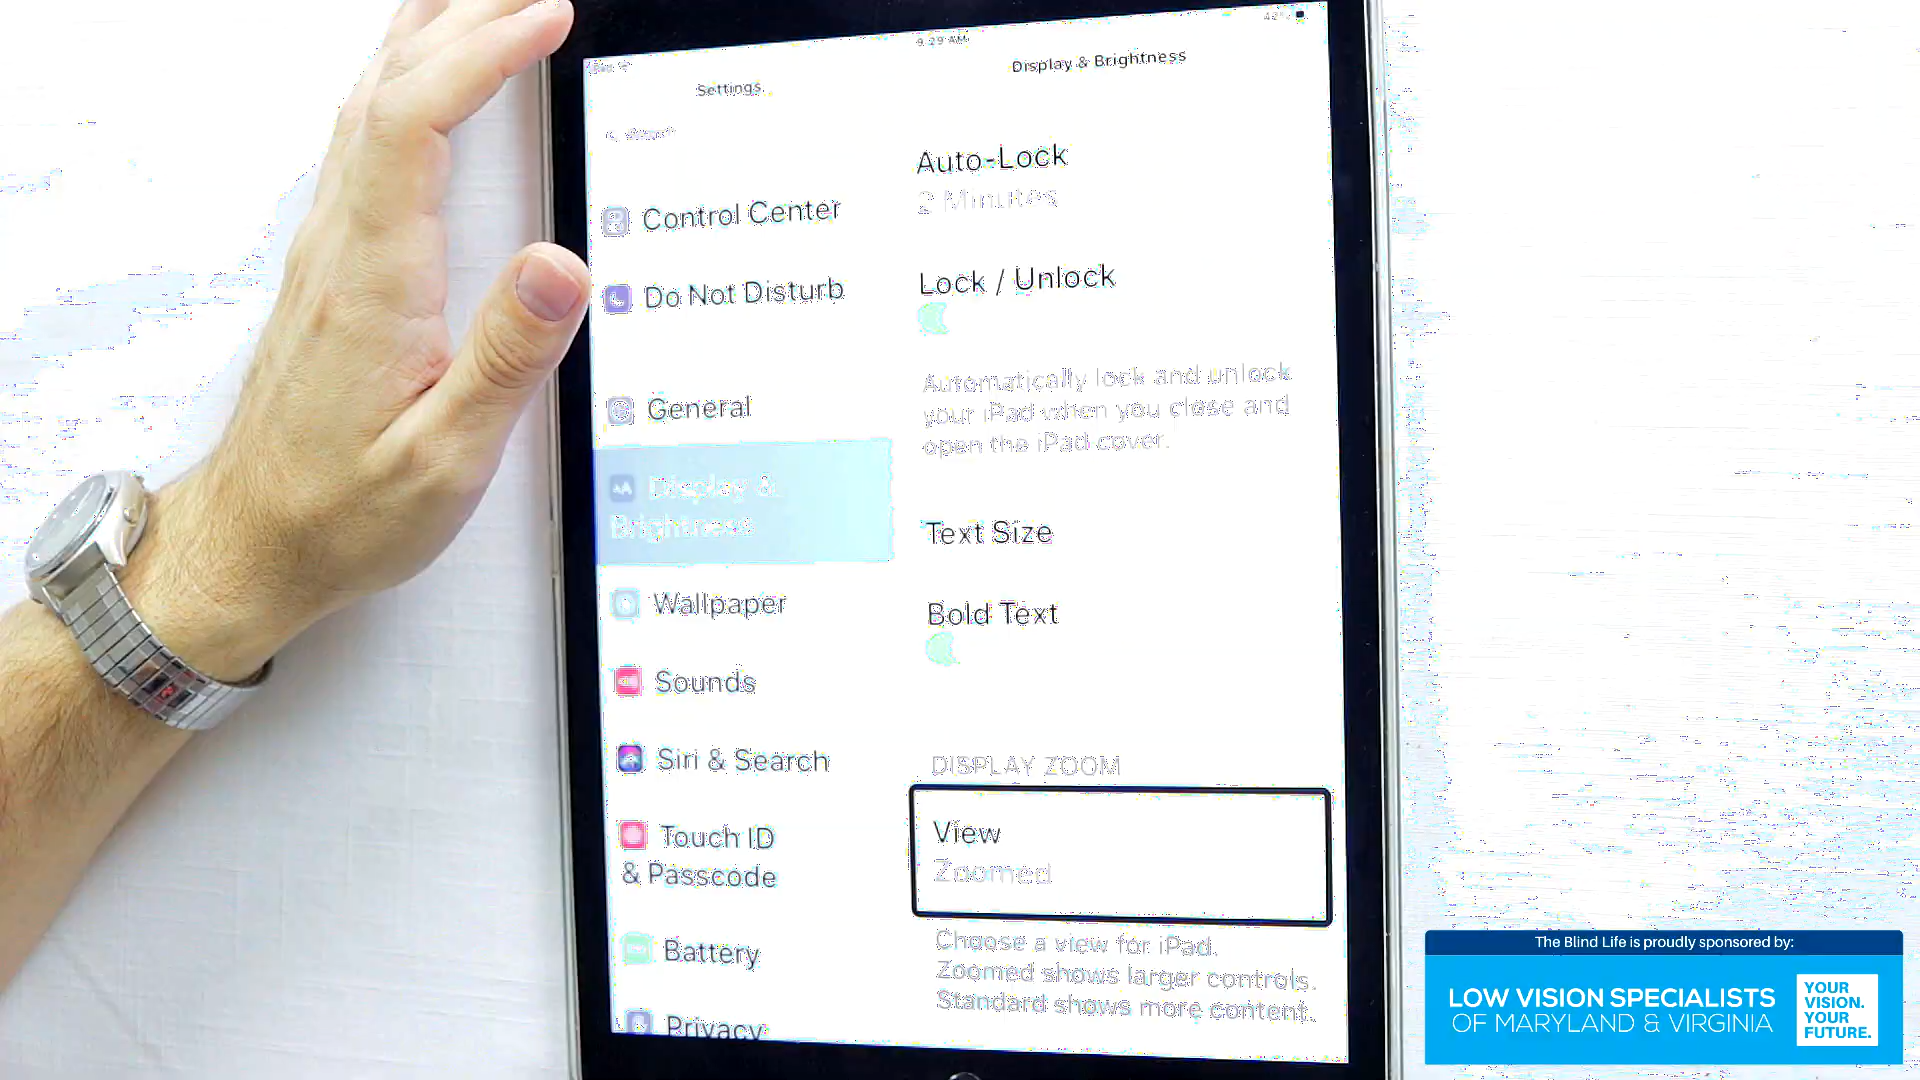 9:29 AM
Settings
Display & Brightness
Control Center
Do Not Disturb
General
Display &
Brightness
Wallpaper
Sounds
Siri & Search
Touch ID
& Passcode
Battery
Privacy
Auto-Lock
2 Minutes
Lock / Unlock
Automatically lock and unlock
your iPad when you close and
open the iPad cover.
Text Size
Bold Text
DISPLAY ZOOM
View
Zoomed
Choose a view for iPad.
Zoomed shows larger controls.
Standard shows more content.
The Blind Life is proudly sponsored by:
LOW VISION SPECIALISTS
OF MARYLAND & VIRGINIA
YOUR
VISION.
YOUR
FUTURE.